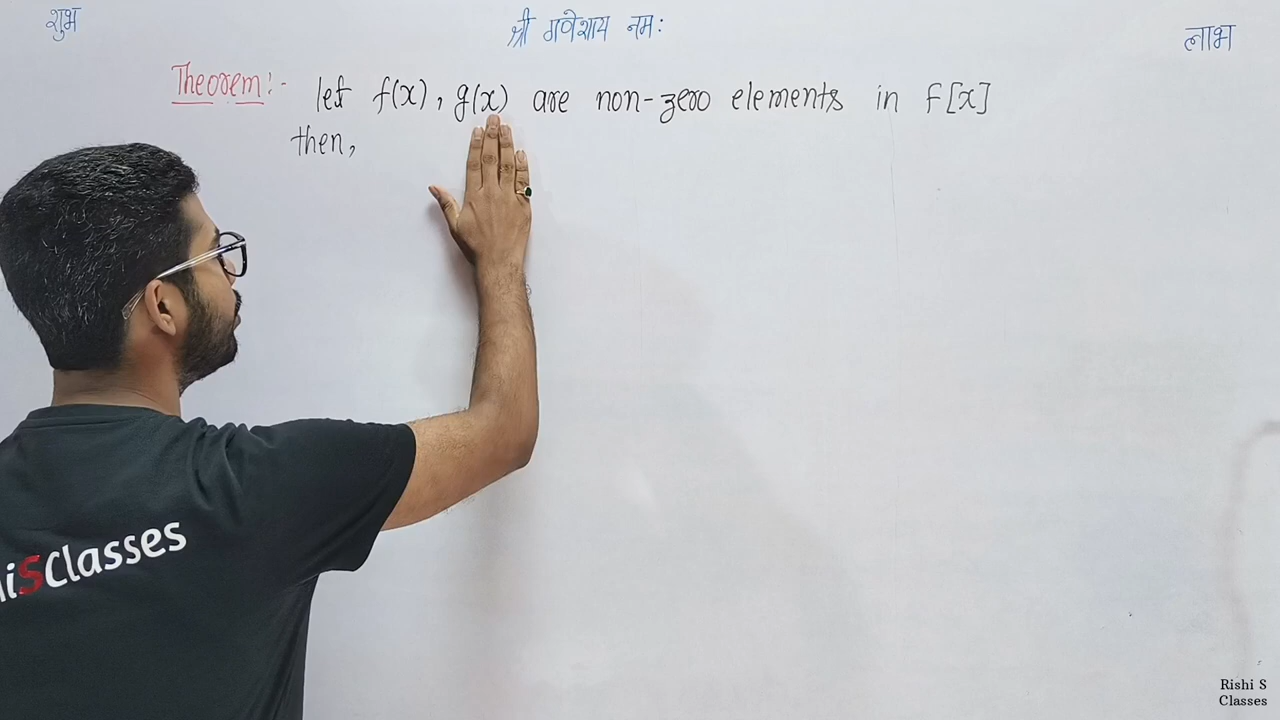 शुभ
श्री गणेशाय नमः
लाभ
Theorem:- let f(x), g(x) are non-zero elements in F[x]
then,
iSClasses
Rishi S
Classes